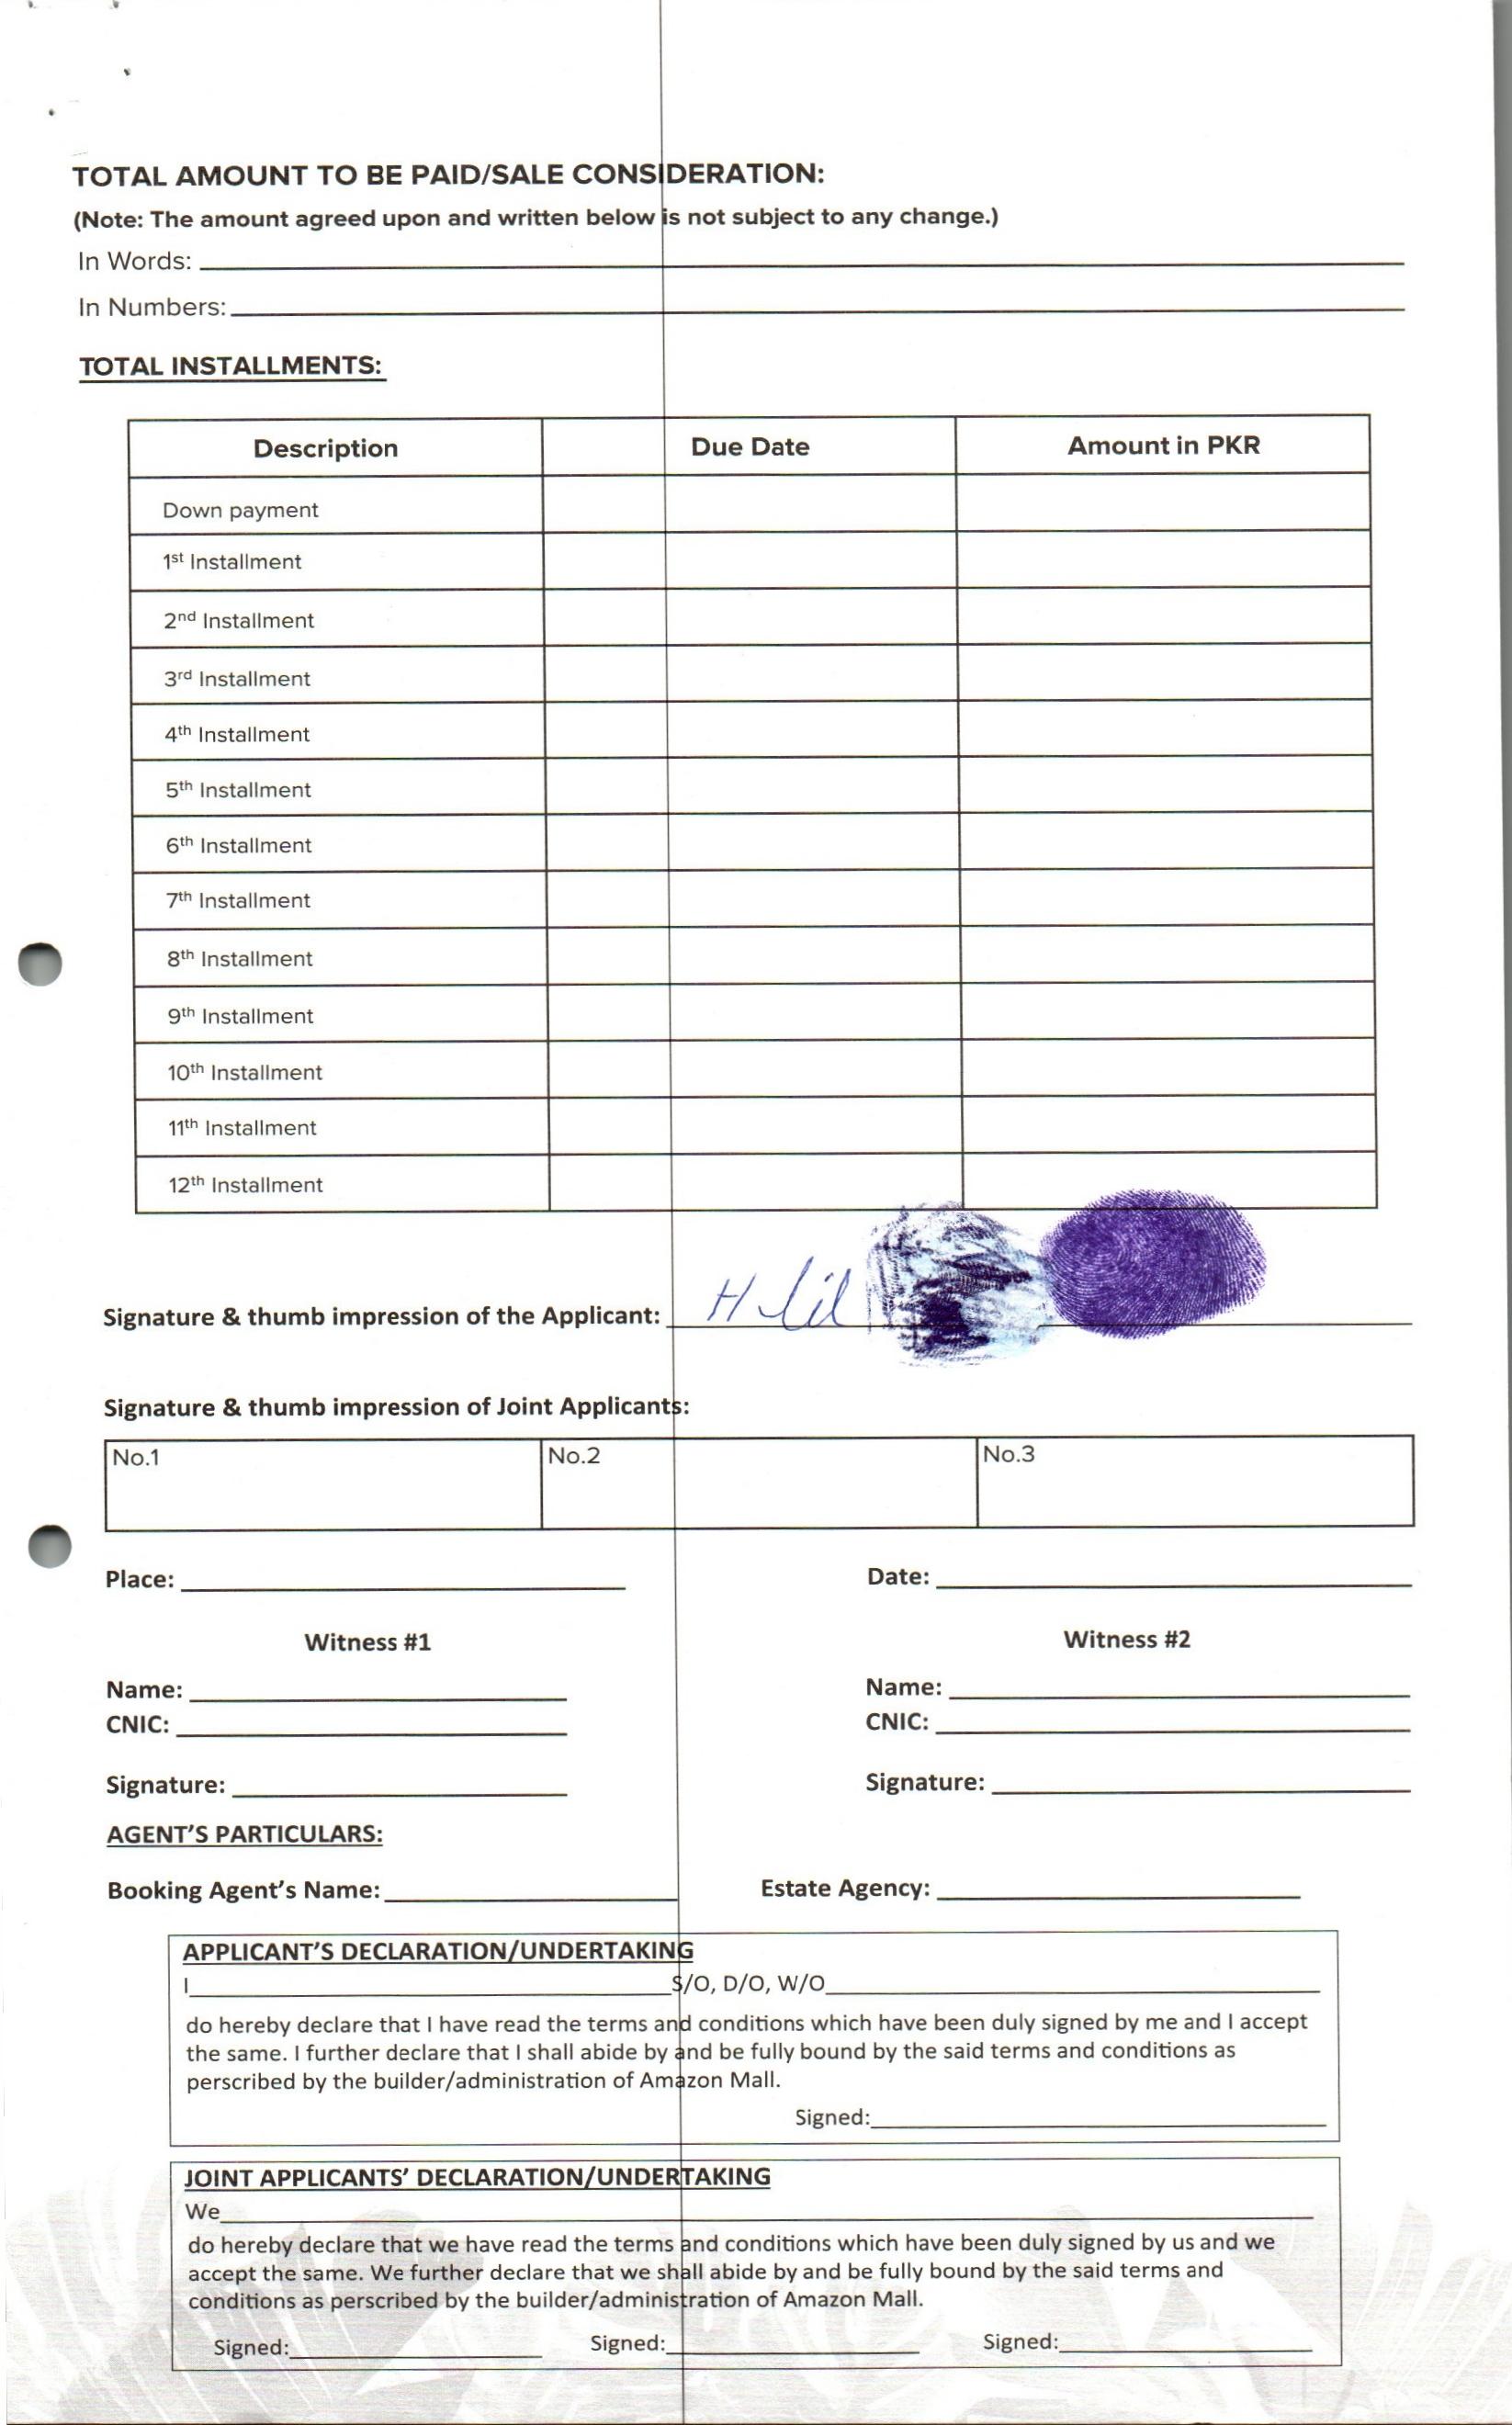 TOTAL AMOUNT TO BE PAID/SALE CONSIDERATION:
(Note: The amount agreed upon and written below is not subject to any change.)
In Words:
In Numbers:
TOTAL INSTALLMENTS:
Description Due Date Amount in PKR
Down payment
1st Installment
2nd Installment
3rd Installment
4th Installment
5th Installment
6th Installment
7th Installment
8th Installment
9th Installment
10th Installment
11th Installment
12th Installment
Signature & thumb impression of the Applicant:
Signature & thumb impression of Joint Applicants:
No.1 No.2 No.3
Place: Date:
Witness #1 Witness #2
Name: Name:
CNIC: CNIC:
Signature: Signature:
AGENT'S PARTICULARS:
Booking Agent's Name: Estate Agency:
APPLICANT'S DECLARATION/UNDERTAKING
I S/O, D/O, W/O
do hereby declare that I have read the terms and conditions which have been duly signed by me and I accept
the same. I further declare that I shall abide by and be fully bound by the said terms and conditions as
perscribed by the builder/administration of Amazon Mall.
Signed:
JOINT APPLICANTS' DECLARATION/UNDERTAKING
We
do hereby declare that we have read the terms and conditions which have been duly signed by us and we
accept the same. We further declare that we shall abide by and be fully bound by the said terms and
conditions as perscribed by the builder/administration of Amazon Mall.
Signed: Signed: Signed: